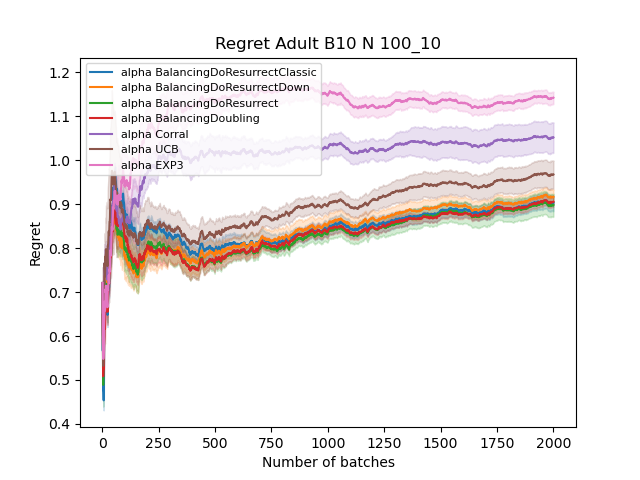 Regret Adult B10 N 100_10
1.2
1.1
1.0
0.9
0.8
0.7
0.6
0.5
0.4
Regret
alpha BalancingDoResurrectClassic
alpha BalancingDoResurrectDown
alpha BalancingDoResurrect
alpha BalancingDoubling
alpha Corral
alpha UCB
alpha EXP3
0 250 500 750 1000 1250 1500 1750 2000
Number of batches